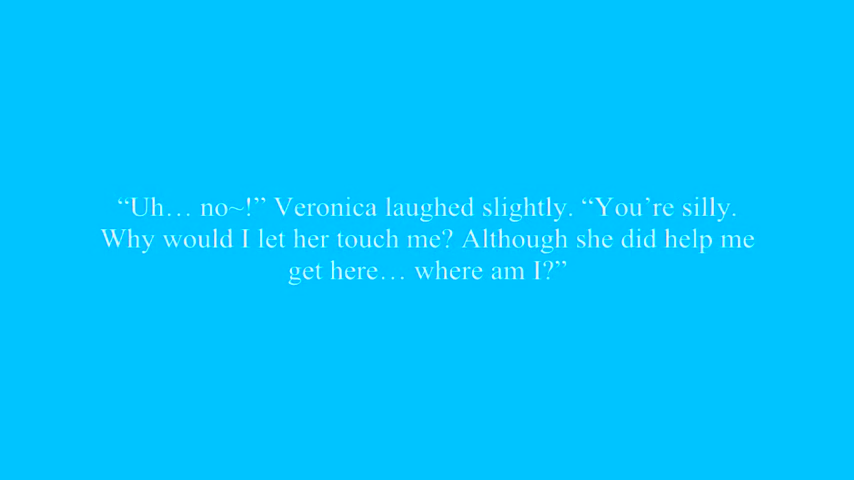 “Uh… no~!” Veronica laughed slightly. “You’re silly.
Why would I let her touch me? Although she did help me
get here… where am I?”